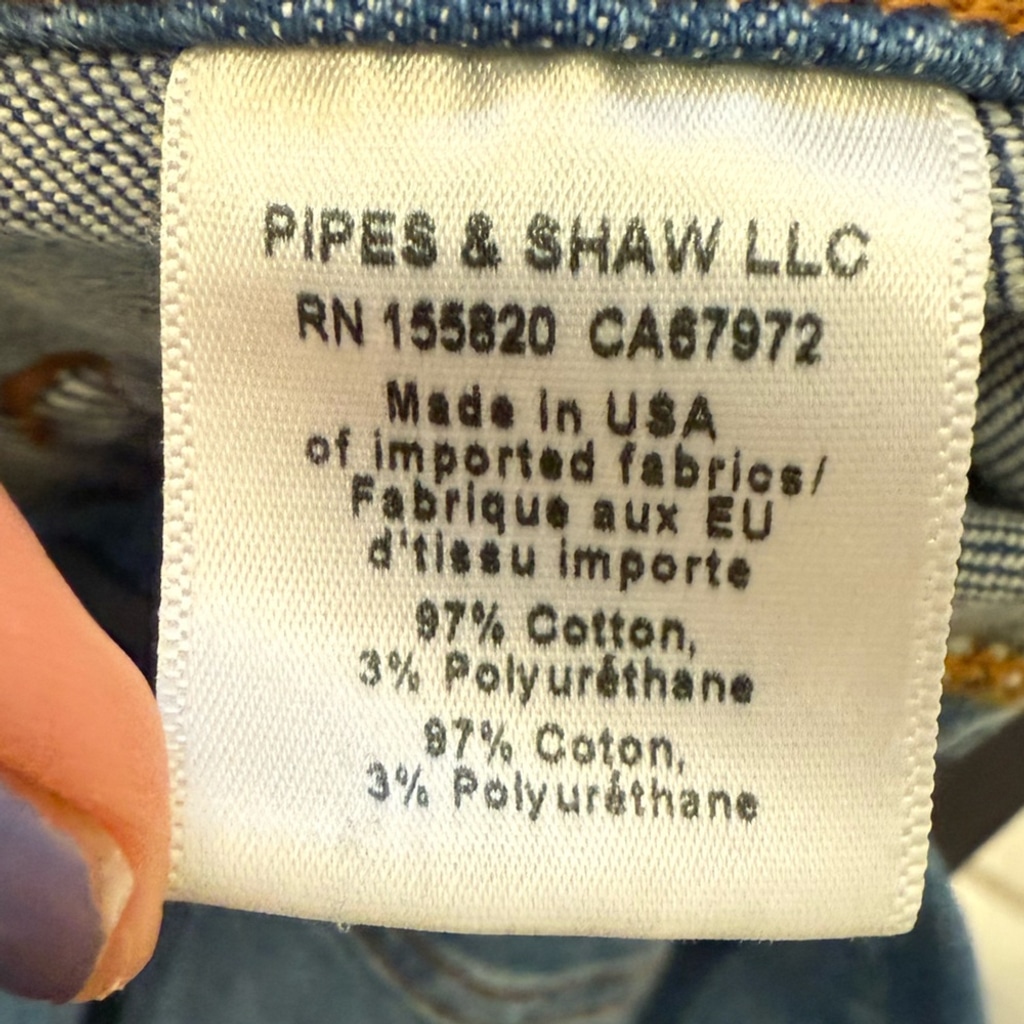 PIPES & SHAW LLC
RN 155820 CA67972
Made in USA
of imported fabrics/
Fabrique aux EU
d'tissu importe
97% Cotton,
3% Polyuréthane
97% Coton,
3% Polyuréthane